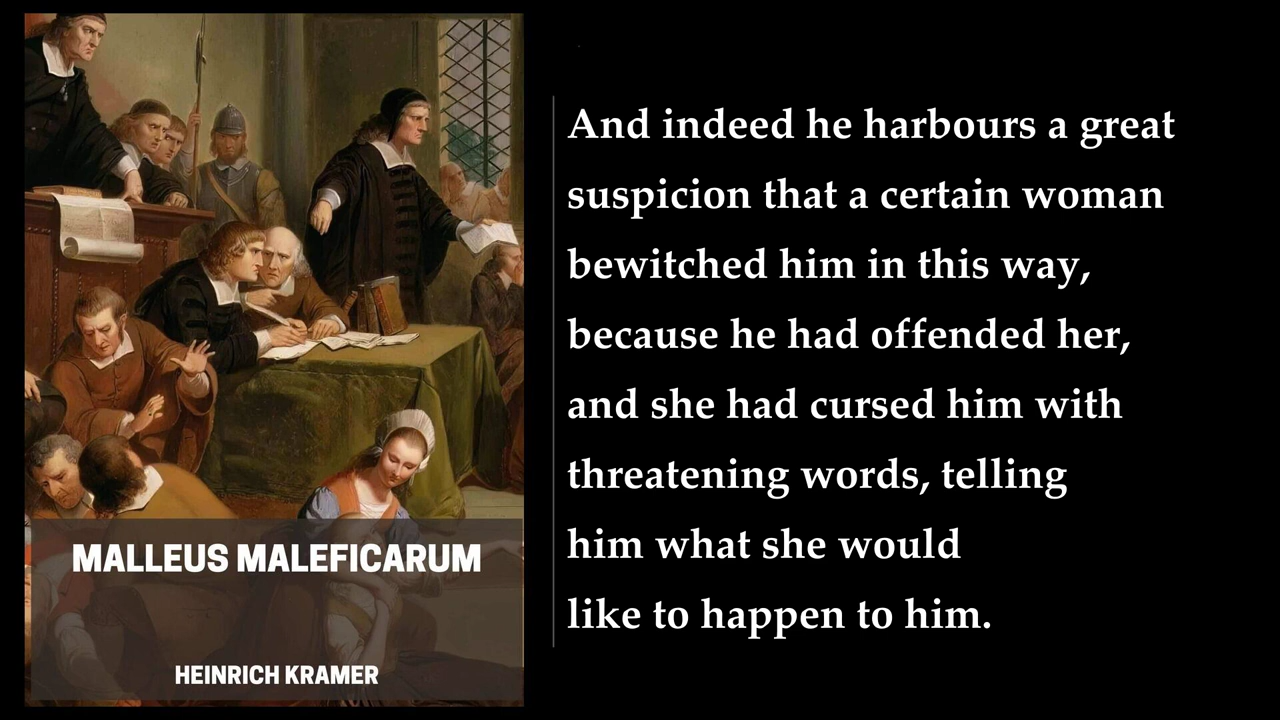 MALLEUS MALEFICARUM
HEINRICH KRAMER
And indeed he harbours a great
suspicion that a certain woman
bewitched him in this way,
because he had offended her,
and she had cursed him with
threatening words, telling
him what she would
like to happen to him.